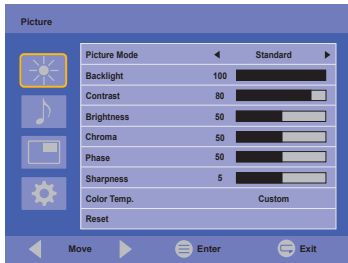 Picture
Picture Mode Standard
Backlight 100
Contrast 80
Brightness 50
Chroma 50
Phase 50
Sharpness 5
Color Temp. Custom
Reset
Move Enter Exit